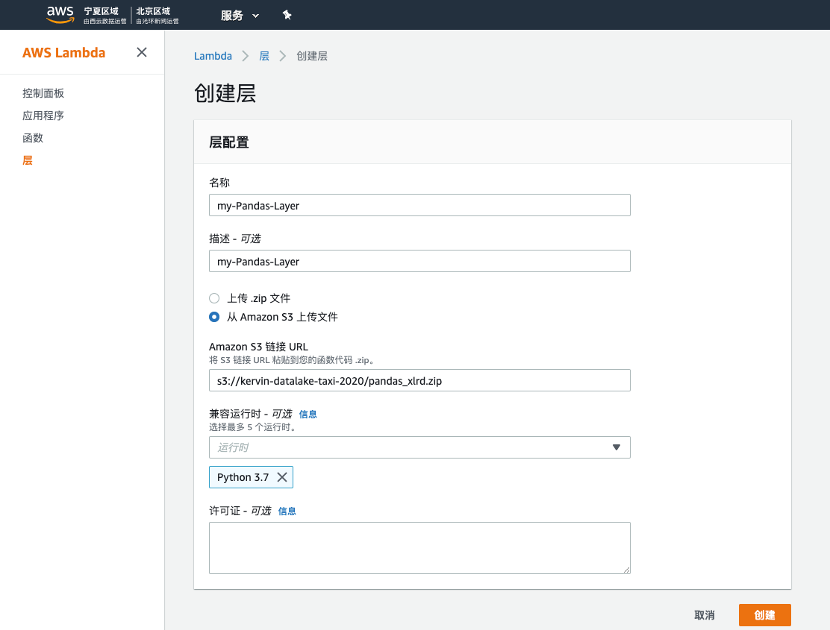 aws 宁夏区域 北京区域 服务
由西云数据运营 由光环新网运营
AWS Lambda
控制面板
应用程序
函数
层
Lambda > 层 > 创建层
创建层
层配置
名称
my-Pandas-Layer
描述 - 可选
my-Pandas-Layer
上传 .zip 文件
从 Amazon S3 上传文件
Amazon S3 链接 URL
将 S3 链接 URL 粘贴到您的函数代码 .zip。
s3://kervin-datalake-taxi-2020/pandas_xlrd.zip
兼容运行时 - 可选 信息
选择最多 5 个运行时。
运行时
Python 3.7
许可证 - 可选 信息
取消 创建